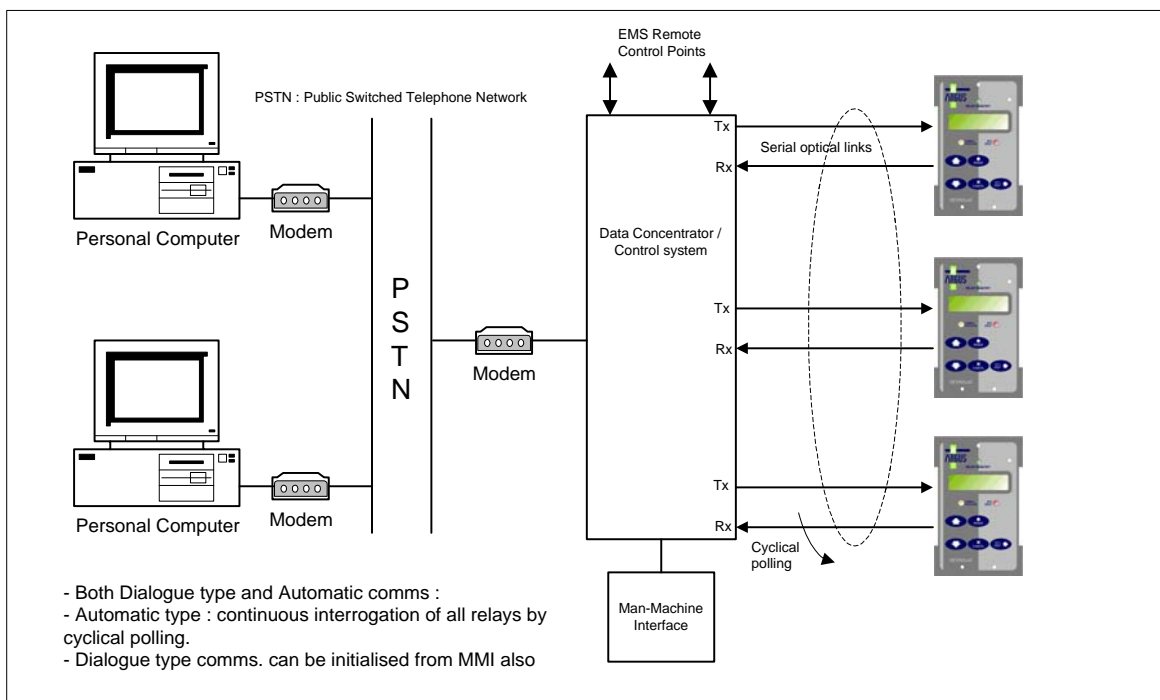 EMS Remote
Control Points
PSTN : Public Switched Telephone Network
Personal Computer
Modem
Personal Computer
Modem
P
S
T
N
Modem
Data Concentrator /
Control system
Tx
Rx
Tx
Rx
Tx
Rx
Serial optical links
Cyclical
polling
Man-Machine
Interface
ARGUS
ARGUS
ARGUS
- Both Dialogue type and Automatic comms :
- Automatic type : continuous interrogation of all relays by
cyclical polling.
- Dialogue type comms. can be initialised from MMI also